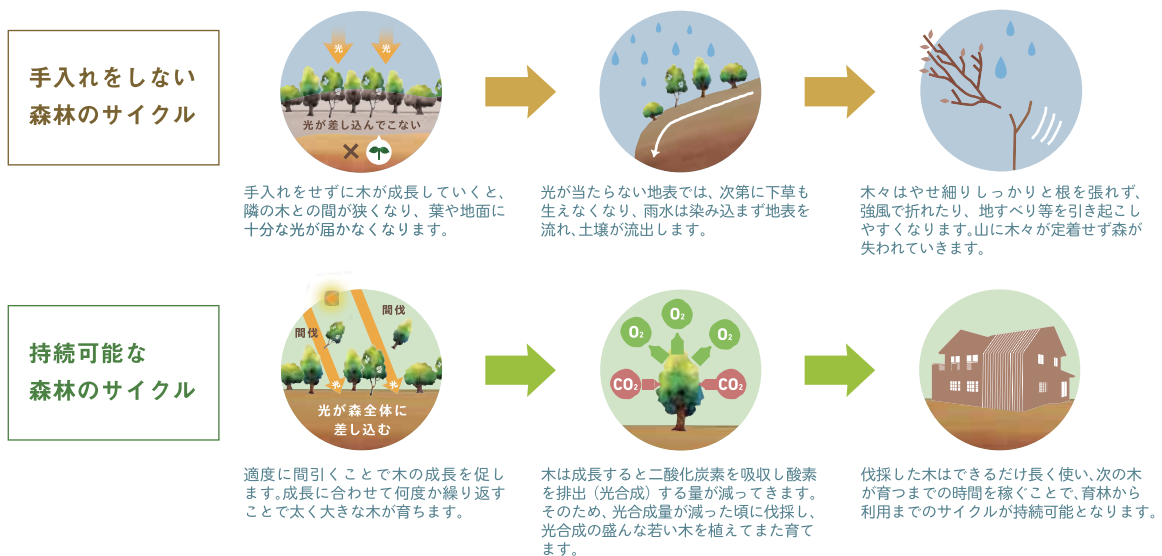 手入れをしない
森林のサイクル
光
光
光が差し込んでこない
手入れをせずに木が成長していくと、
隣の木との間が狭くなり、葉や地面に
十分な光が届かなくなります。
光が当たらない地表では、次第に下草も
生えなくなり、雨水は染み込まず地表を
流れ、土壌が流出します。
木々はやせ細りしっかりと根を張れず、
強風で折れたり、地すべり等を引き起こし
やすくなります。山に木々が定着せず森が
失われていきます。
持続可能な
森林のサイクル
間伐
間伐
光
光
光が森全体に
差し込む
適度に間引くことで木の成長を促し
ます。成長に合わせて何度か繰り返す
ことで太く大きな木が育ちます。
O2
O2
O2
CO2
CO2
木は成長すると二酸化炭素を吸収し酸素
を排出（光合成）する量が減ってきます。
そのため、光合成量が減った頃に伐採し、
光合成の盛んな若い木を植えてまた育て
ます。
伐採した木はできるだけ長く使い、次の木
が育つまでの時間を稼ぐことで、育林から
利用までのサイクルが持続可能となります。